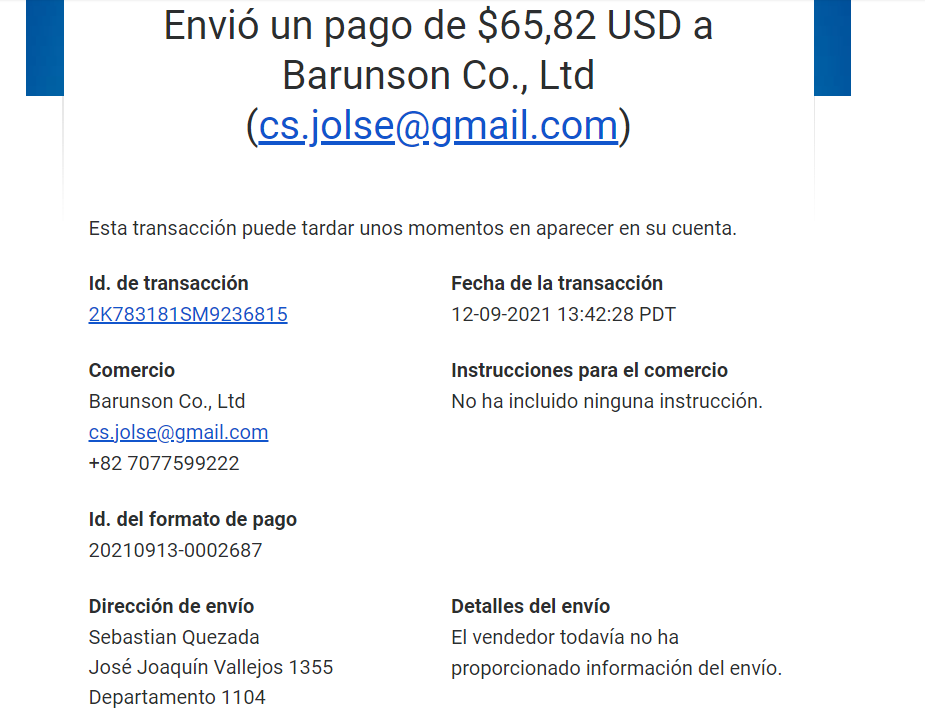 Envió un pago de $65,82 USD a
Barunson Co., Ltd
(cs.jolse@gmail.com)
Esta transacción puede tardar unos momentos en aparecer en su cuenta.
Id. de transacción
2K783181SM9236815
Fecha de la transacción
12-09-2021 13:42:28 PDT
Comercio
Barunson Co., Ltd
cs.jolse@gmail.com
+82 7077599222
Instrucciones para el comercio
No ha incluido ninguna instrucción.
Id. del formato de pago
20210913-0002687
Dirección de envío
Sebastian Quezada
José Joaquín Vallejos 1355
Departamento 1104
Detalles del envío
El vendedor todavía no ha
proporcionado información del envío.